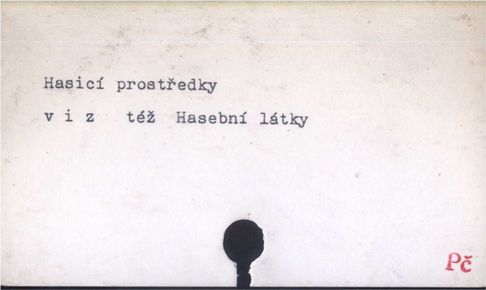 Hasicí prostředky
v i z též Hasební látky
Pč